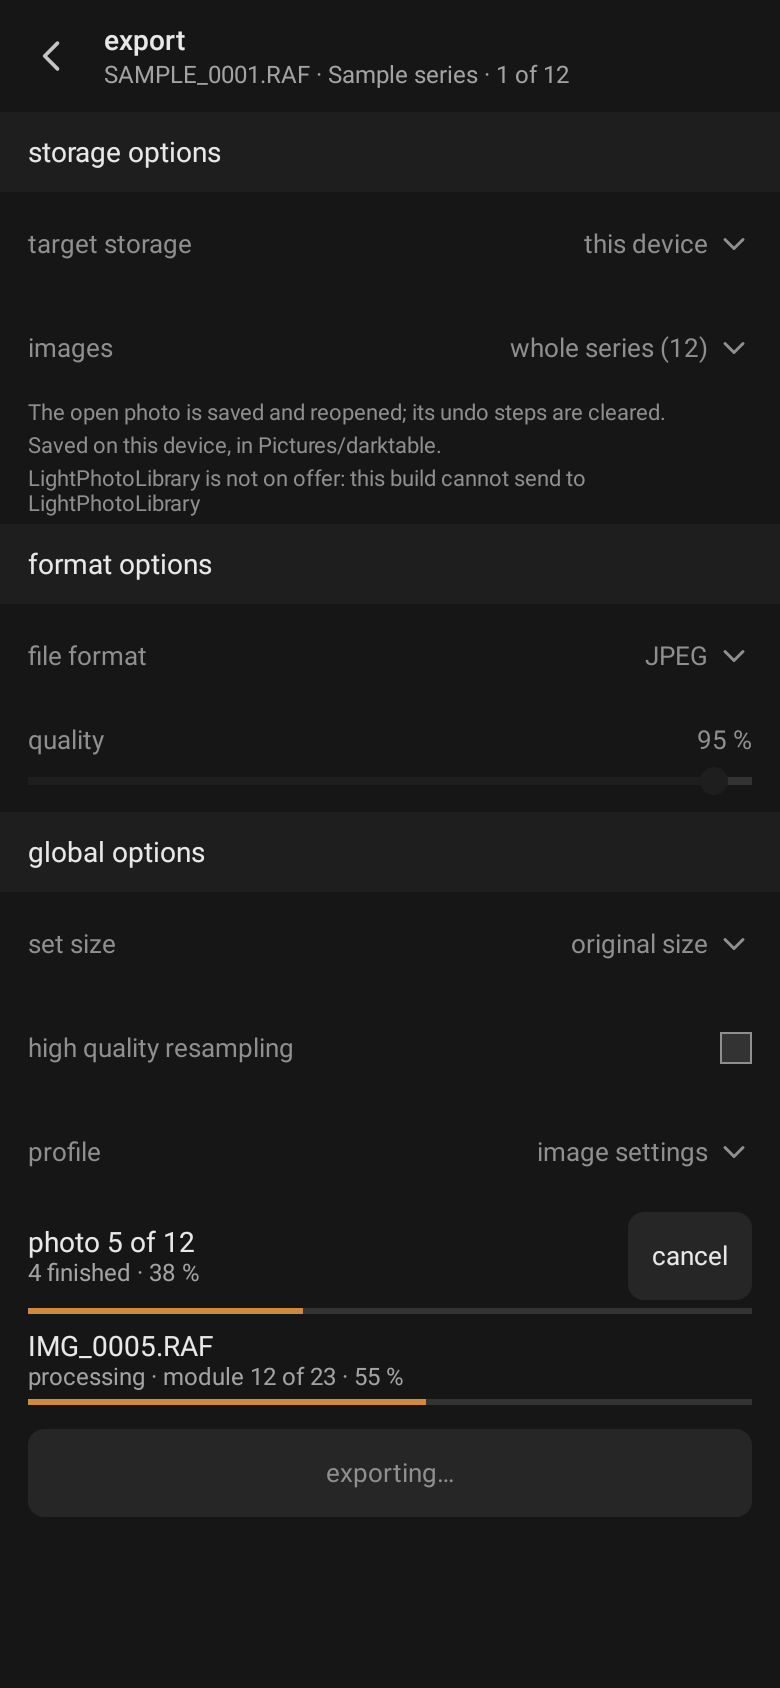 export
SAMPLE_0001.RAF · Sample series · 1 of 12
storage options
target storage this device
images whole series (12)
The open photo is saved and reopened; its undo steps are cleared.
Saved on this device, in Pictures/darktable.
LightPhotoLibrary is not on offer: this build cannot send to
LightPhotoLibrary
format options
file format JPEG
quality 95 %
global options
set size original size
high quality resampling
profile image settings
photo 5 of 12
4 finished · 38 %
cancel
IMG_0005.RAF
processing · module 12 of 23 · 55 %
exporting…